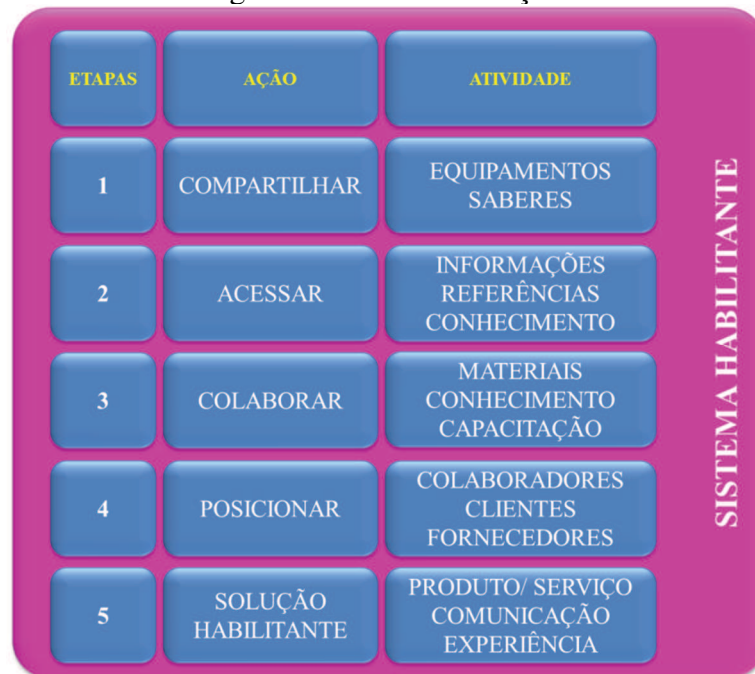 ETAPAS
AÇÃO
ATIVIDADE
1
COMPARTILHAR
EQUIPAMENTOS
SABERES
2
ACESSAR
INFORMAÇÕES
REFERÊNCIAS
CONHECIMENTO
3
COLABORAR
MATERIAIS
CONHECIMENTO
CAPACITAÇÃO
4
POSICIONAR
COLABORADORES
CLIENTES
FORNECEDORES
5
SOLUÇÃO
HABILITANTE
PRODUTO/ SERVIÇO
COMUNICAÇÃO
EXPERIÊNCIA
SISTEMA HABILITANTE